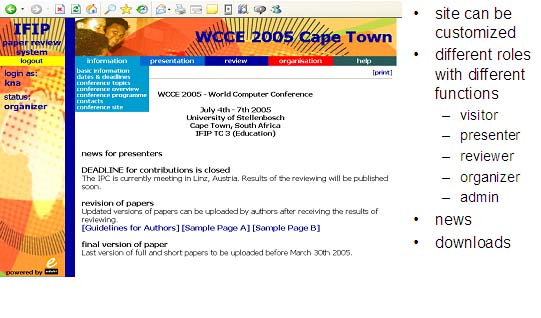 IFIP
paper review
system
logout
login as:
kna
status:
organizer
powered by
WCCE 2005 Cape Town
information presentation review organisation help
basic information
dates & deadlines
conference topics
conference overview
conference programme
contacts
conference site
[print]
WCCE 2005 - World Computer Conference
July 4th - 7th 2005
University of Stellenbosch
Cape Town, South Africa
IFIP TC 3 (Education)
news for presenters
DEADLINE for contributions is closed
The IPC is currently meeting in Linz, Austria. Results of the reviewing will be published
soon.
revision of papers
Updated versions of papers can be uploaded by authors after receiving the results of
reviewing.
[Guidelines for Authors] [Sample Page A] [Sample Page B]
final version of paper
Last version of full and short papers to be uploaded before March 30th 2005.
• site can be
customized
• different roles
with different
functions
– visitor
– presenter
– reviewer
– organizer
– admin
• news
• downloads